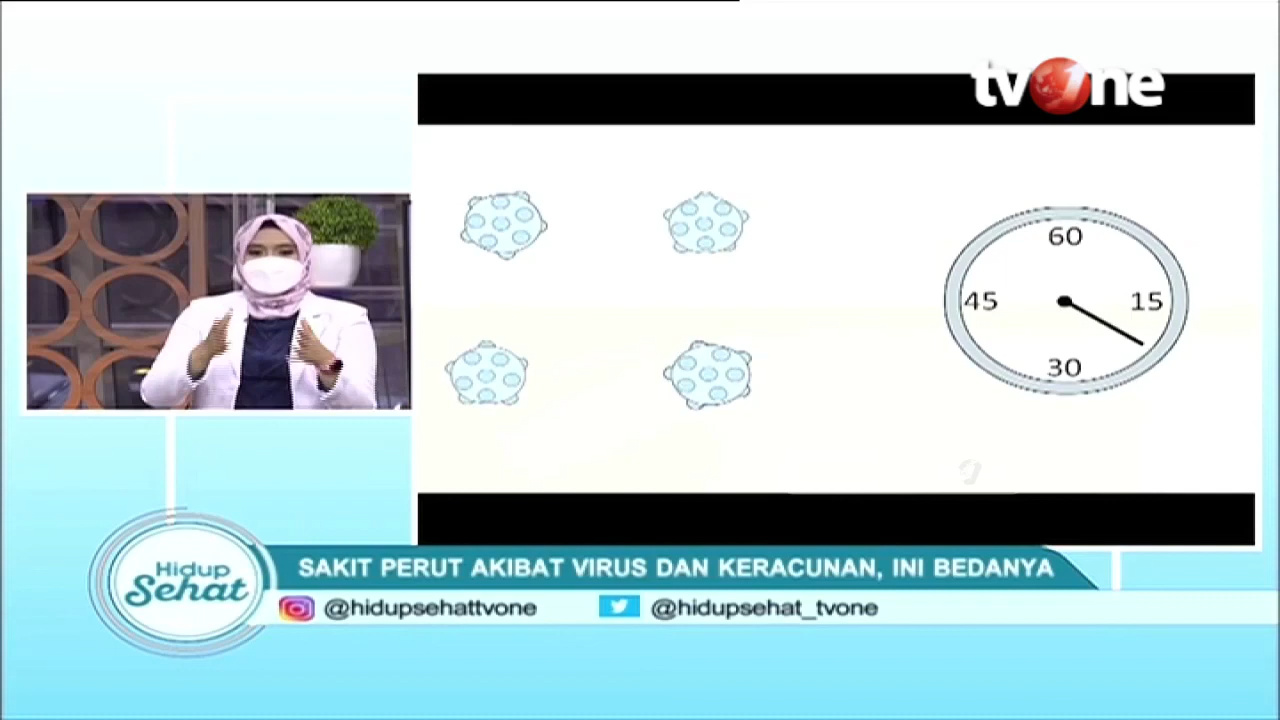 tvOne
60
45
15
30
Hidup
Sehat
SAKIT PERUT AKIBAT VIRUS DAN KERACUNAN, INI BEDANYA
@hidupsehattvone
@hidupsehat_tvone